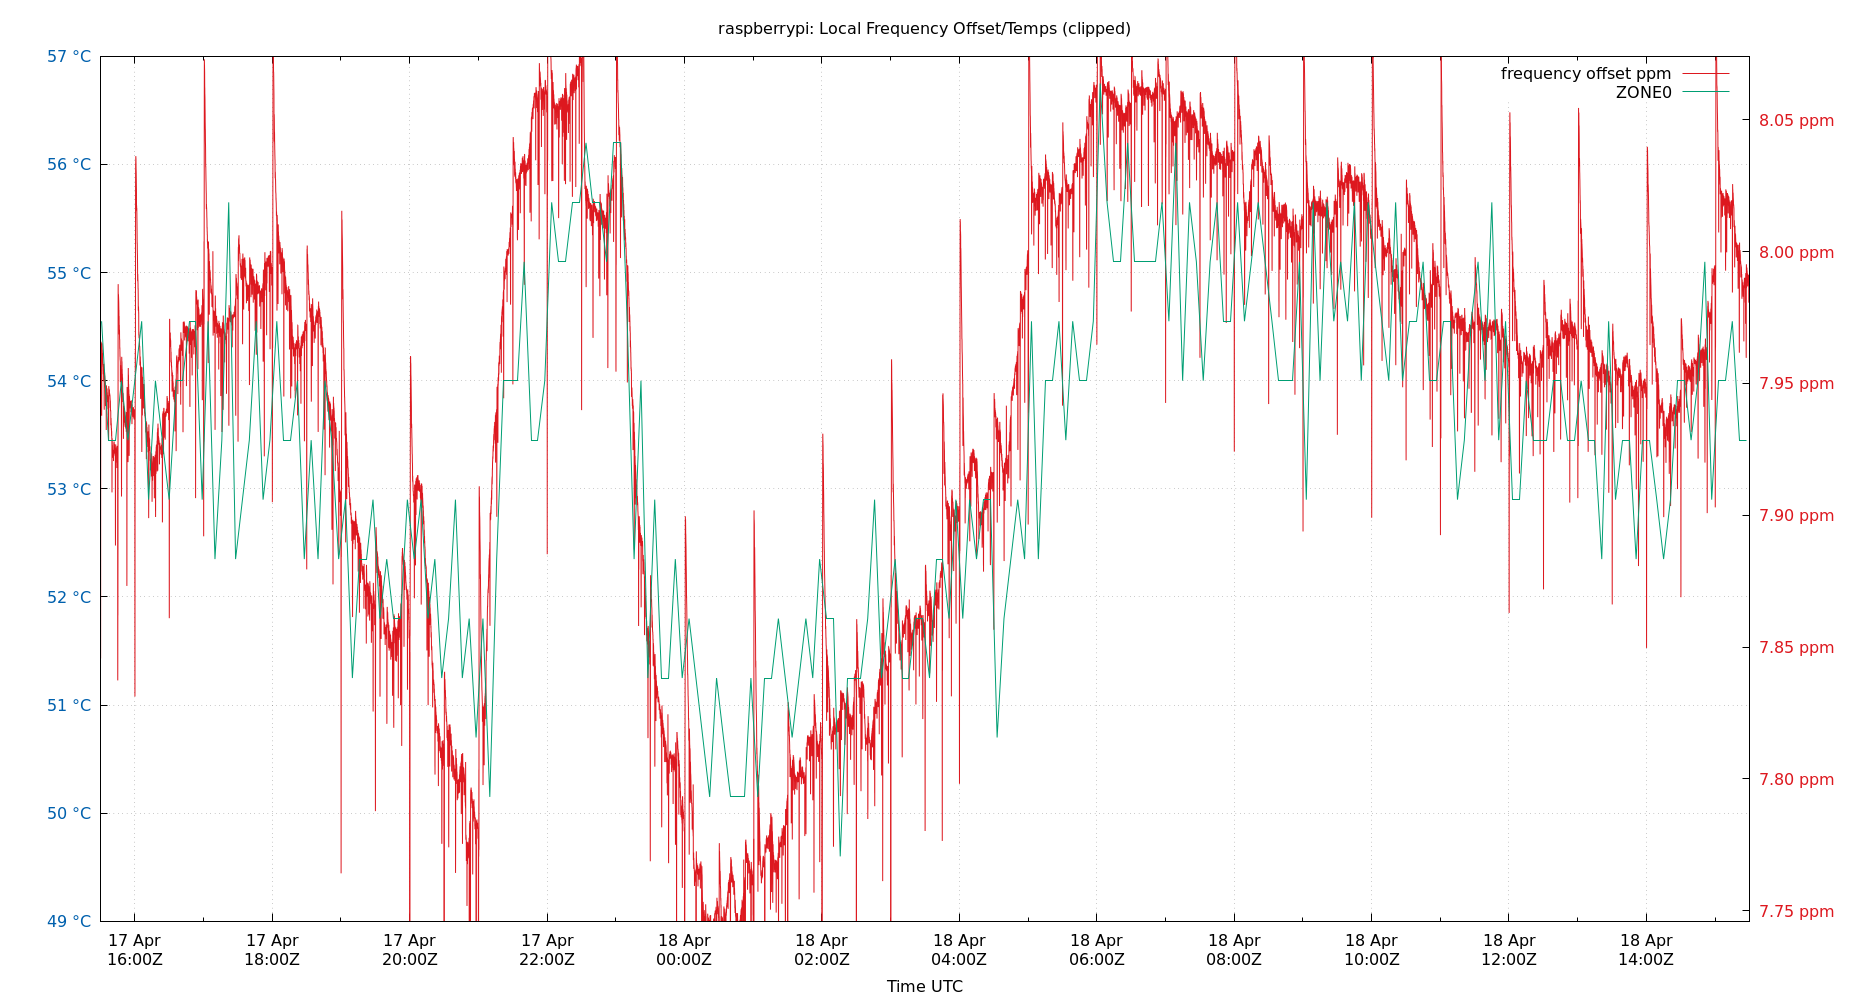 raspberrypi: Local Frequency Offset/Temps (clipped)
57 °C
56 °C
55 °C
54 °C
53 °C
52 °C
51 °C
50 °C
49 °C
frequency offset ppm
ZONE0
8.05 ppm
8.00 ppm
7.95 ppm
7.90 ppm
7.85 ppm
7.80 ppm
7.75 ppm
17 Apr 17 Apr 17 Apr 17 Apr 18 Apr 18 Apr 18 Apr 18 Apr 18 Apr 18 Apr 18 Apr 18 Apr
16:00Z 18:00Z 20:00Z 22:00Z 00:00Z 02:00Z 04:00Z 06:00Z 08:00Z 10:00Z 12:00Z 14:00Z
Time UTC